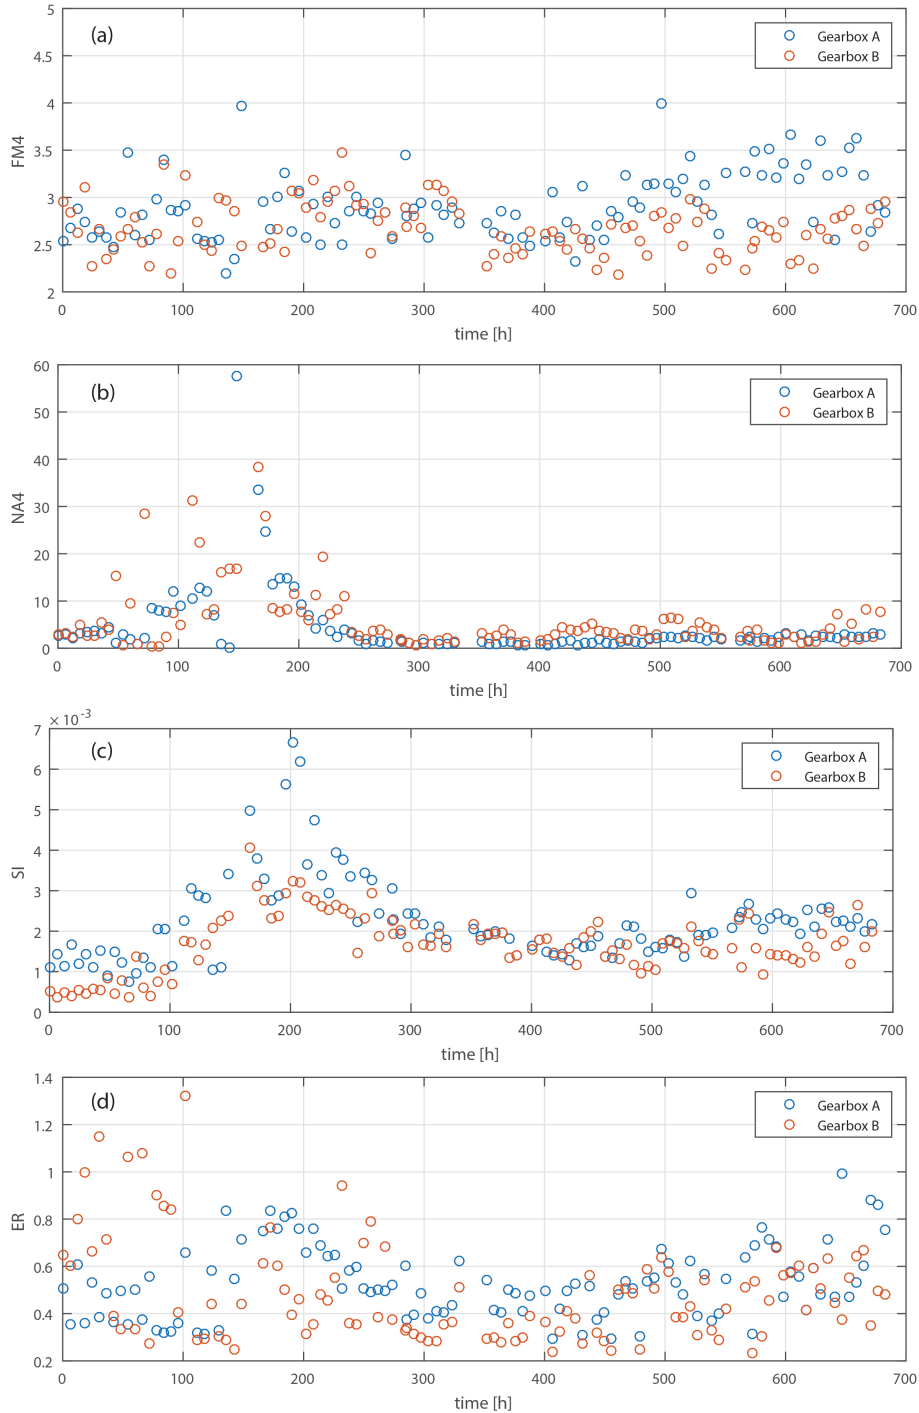 (a)
Gearbox A
Gearbox B
FM4
5
4.5
4
3.5
3
2.5
2
0 100 200 300 400 500 600 700
time [h]
(b)
Gearbox A
Gearbox B
NA4
60
50
40
30
20
10
0
0 100 200 300 400 500 600 700
time [h]
× 10-3
(c)
Gearbox A
Gearbox B
SI
7
6
5
4
3
2
1
0
0 100 200 300 400 500 600 700
time [h]
(d)
Gearbox A
Gearbox B
ER
1.4
1.2
1
0.8
0.6
0.4
0.2
0 100 200 300 400 500 600 700
time [h]